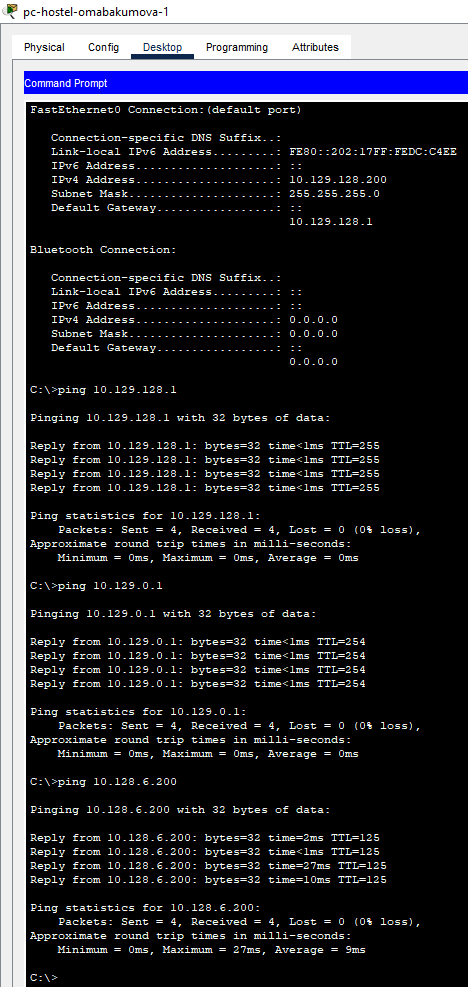 pc-hostel-omabakumova-1
Physical Config Desktop Programming Attributes
Command Prompt
FastEthernet0 Connection:(default port)
Connection-specific DNS Suffix..:
Link-local IPv6 Address.........: FE80::202:17FF:FEDC:C4EE
IPv6 Address....................: ::
IPv4 Address....................: 10.129.128.200
Subnet Mask.....................: 255.255.255.0
Default Gateway.................: ::
10.129.128.1
Bluetooth Connection:
Connection-specific DNS Suffix..:
Link-local IPv6 Address.........: ::
IPv6 Address....................: ::
IPv4 Address....................: 0.0.0.0
Subnet Mask.....................: 0.0.0.0
Default Gateway.................: ::
0.0.0.0
C:\>ping 10.129.128.1
Pinging 10.129.128.1 with 32 bytes of data:
Reply from 10.129.128.1: bytes=32 time<1ms TTL=255
Reply from 10.129.128.1: bytes=32 time<1ms TTL=255
Reply from 10.129.128.1: bytes=32 time<1ms TTL=255
Reply from 10.129.128.1: bytes=32 time<1ms TTL=255
Ping statistics for 10.129.128.1:
Packets: Sent = 4, Received = 4, Lost = 0 (0% loss),
Approximate round trip times in milli-seconds:
Minimum = 0ms, Maximum = 0ms, Average = 0ms
C:\>ping 10.129.0.1
Pinging 10.129.0.1 with 32 bytes of data:
Reply from 10.129.0.1: bytes=32 time<1ms TTL=254
Reply from 10.129.0.1: bytes=32 time<1ms TTL=254
Reply from 10.129.0.1: bytes=32 time<1ms TTL=254
Reply from 10.129.0.1: bytes=32 time<1ms TTL=254
Ping statistics for 10.129.0.1:
Packets: Sent = 4, Received = 4, Lost = 0 (0% loss),
Approximate round trip times in milli-seconds:
Minimum = 0ms, Maximum = 0ms, Average = 0ms
C:\>ping 10.128.6.200
Pinging 10.128.6.200 with 32 bytes of data:
Reply from 10.128.6.200: bytes=32 time=2ms TTL=125
Reply from 10.128.6.200: bytes=32 time<1ms TTL=125
Reply from 10.128.6.200: bytes=32 time=27ms TTL=125
Reply from 10.128.6.200: bytes=32 time=10ms TTL=125
Ping statistics for 10.128.6.200:
Packets: Sent = 4, Received = 4, Lost = 0 (0% loss),
Approximate round trip times in milli-seconds:
Minimum = 0ms, Maximum = 27ms, Average = 9ms
C:\>